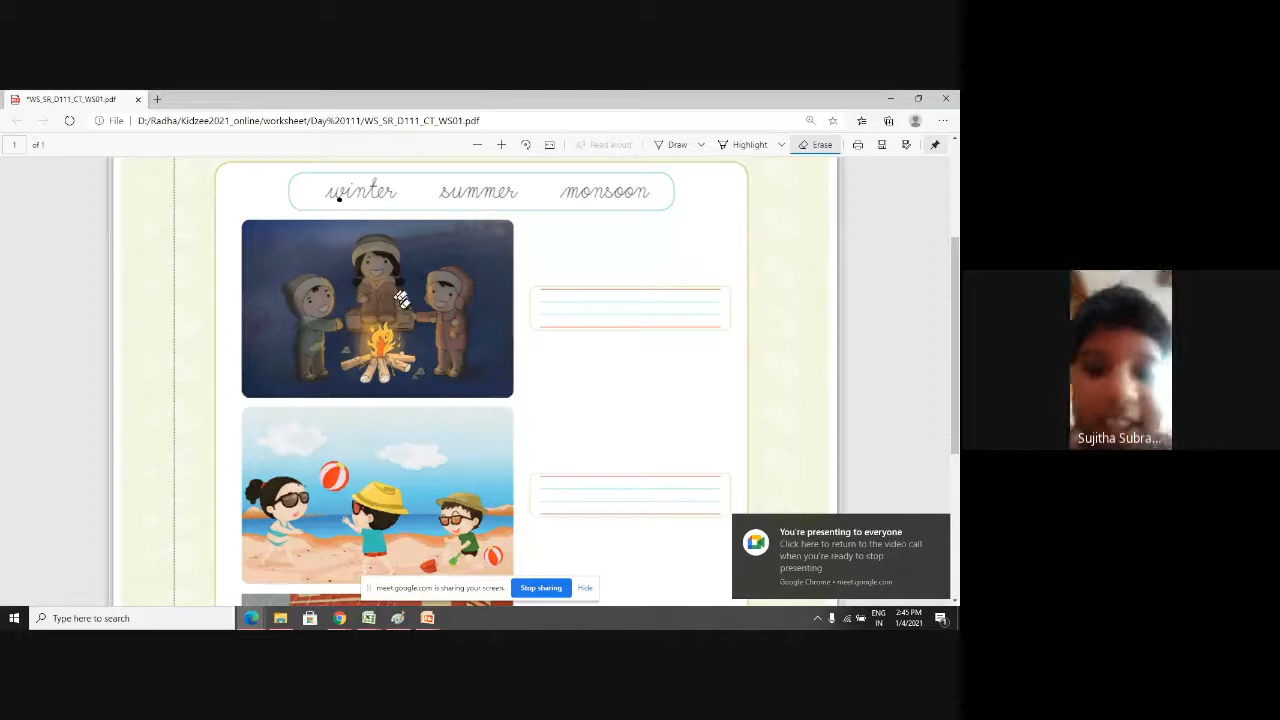 *WS_SR_D111_CT_WS01.pdf
File D:/Radha/Kidzee2021_online/worksheet/Day%20111/WS_SR_D111_CT_WS01.pdf
1 of 1 Read aloud Draw Highlight Erase
winter summer monsoon
Sujitha Subra...
You're presenting to everyone
Click here to return to the video call
when you're ready to stop
presenting
Google Chrome • meet.google.com
meet.google.com is sharing your screen. Stop sharing Hide
Type here to search
ENG 2:45 PM
IN 1/4/2021
1